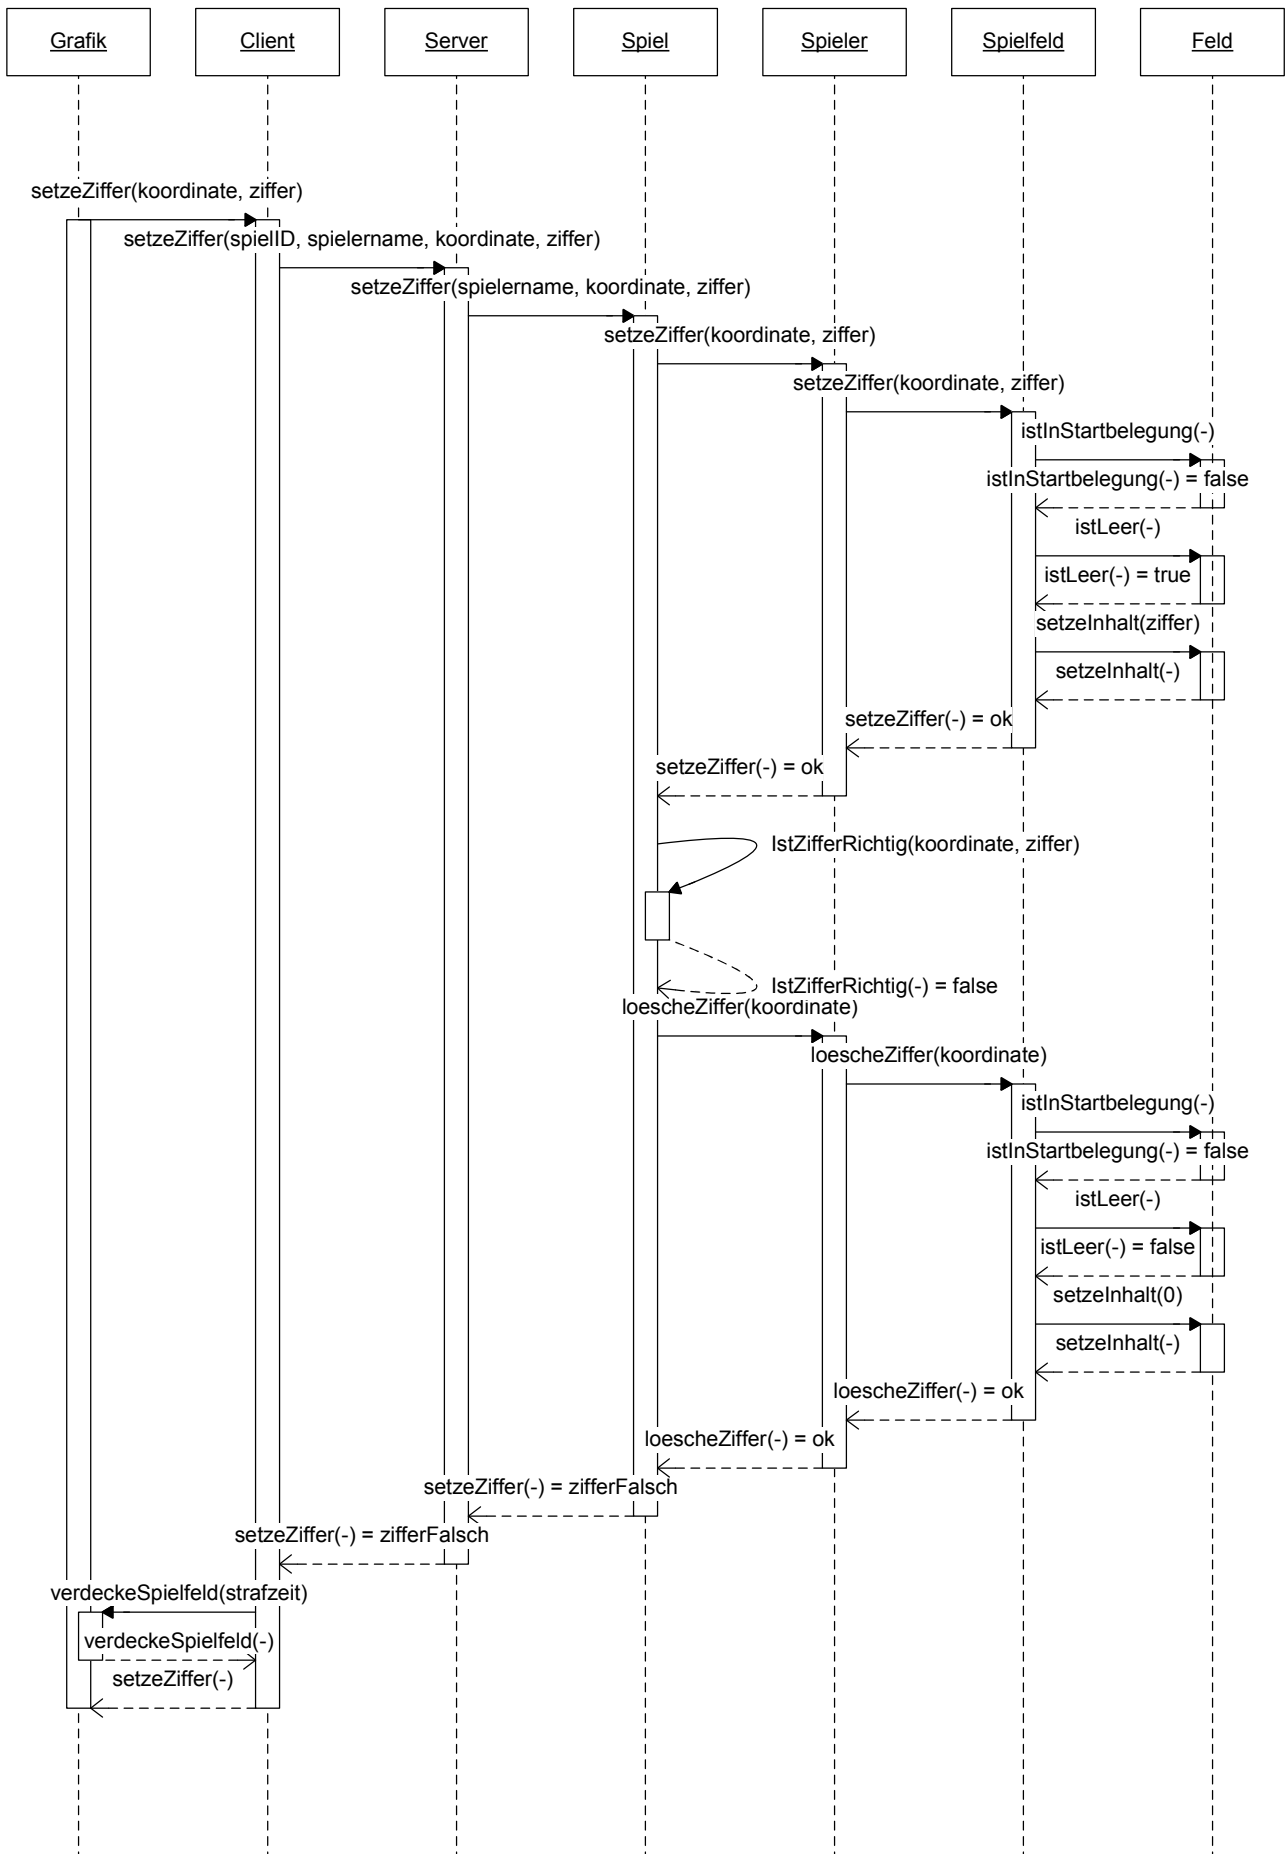 Grafik
Client
Server
Spiel
Spieler
Spielfeld
Feld
setzeZiffer(koordinate, ziffer)
setzeZiffer(spielID, spielername, koordinate, ziffer)
setzeZiffer(spielername, koordinate, ziffer)
setzeZiffer(koordinate, ziffer)
setzeZiffer(koordinate, ziffer)
istInStartbelegung(-)
istInStartbelegung(-) = false
istLeer(-)
istLeer(-) = true
setzeInhalt(ziffer)
setzeInhalt(-)
setzeZiffer(-) = ok
setzeZiffer(-) = ok
IstZifferRichtig(koordinate, ziffer)
IstZifferRichtig(-) = false
loescheZiffer(koordinate)
loescheZiffer(koordinate)
istInStartbelegung(-)
istInStartbelegung(-) = false
istLeer(-)
istLeer(-) = false
setzeInhalt(0)
setzeInhalt(-)
loescheZiffer(-) = ok
loescheZiffer(-) = ok
setzeZiffer(-) = zifferFalsch
setzeZiffer(-) = zifferFalsch
verdeckeSpielfeld(strafzeit)
verdeckeSpielfeld(-)
setzeZiffer(-)